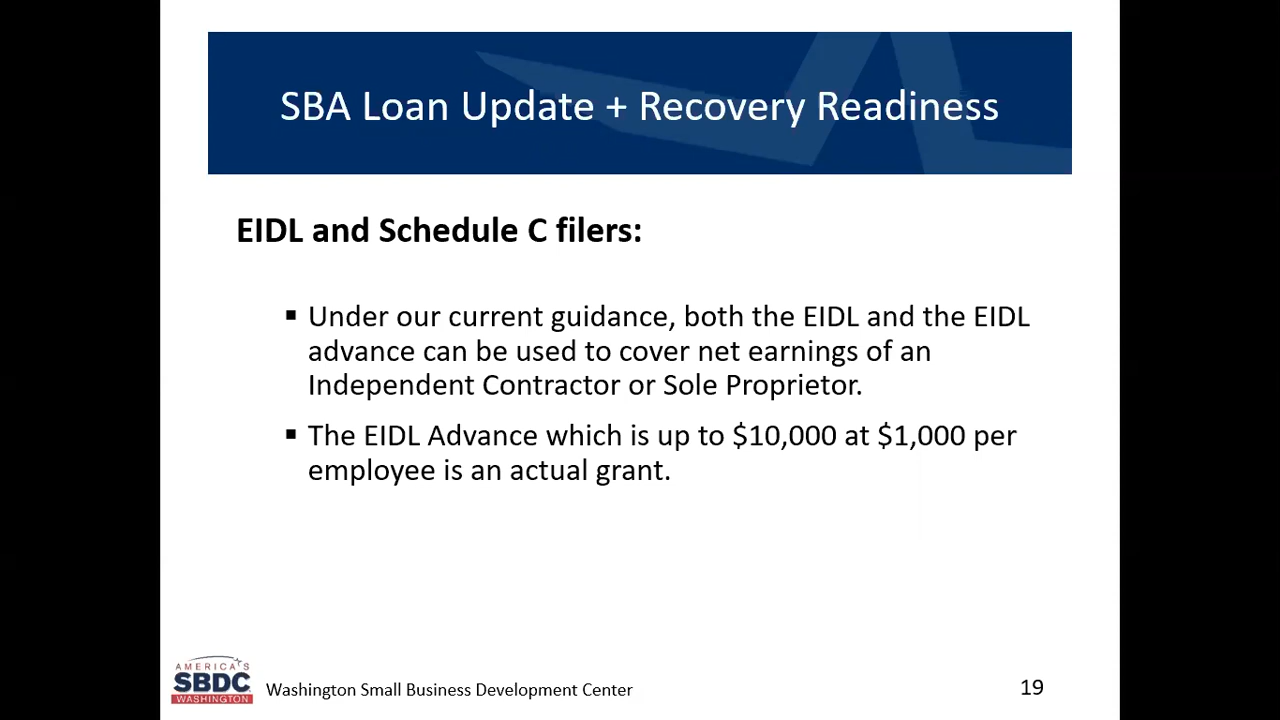 SBA Loan Update + Recovery Readiness
EIDL and Schedule C filers:
▪ Under our current guidance, both the EIDL and the EIDL
advance can be used to cover net earnings of an
Independent Contractor or Sole Proprietor.
▪ The EIDL Advance which is up to $10,000 at $1,000 per
employee is an actual grant.
AMERICA'S
SBDC
WASHINGTON
Washington Small Business Development Center
19